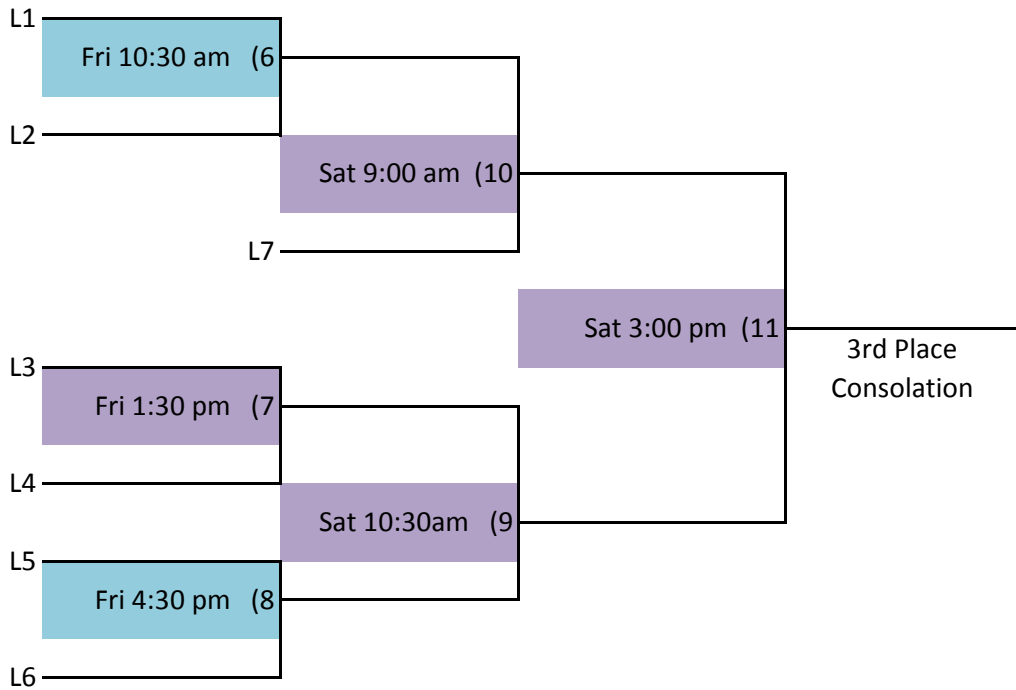 L1
Fri 10:30 am (6
L2
Sat 9:00 am (10
L7
Sat 3:00 pm (11
3rd Place
Consolation
L3
Fri 1:30 pm (7
L4
Sat 10:30am (9
L5
Fri 4:30 pm (8
L6